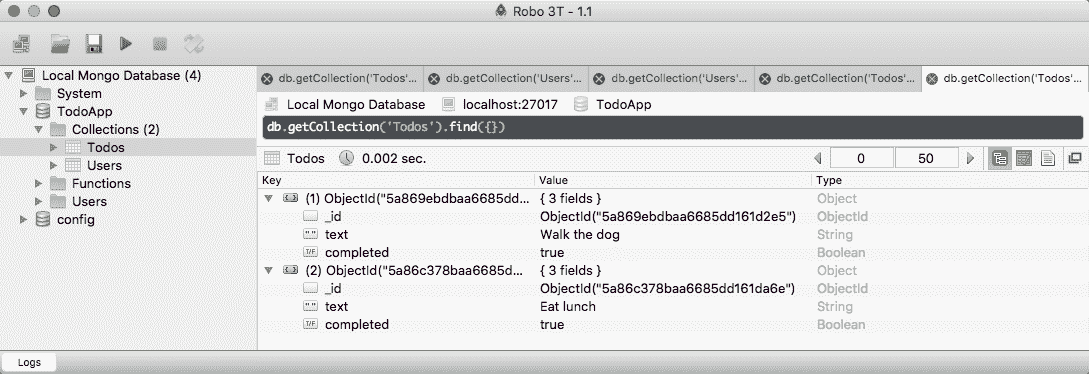 Robo 3T - 1.1
Local Mongo Database (4)
System
TodoApp
Collections (2)
Todos
Users
Functions
Users
config
db.getCollection('Todos'... db.getCollection('Users'... db.getCollection('Users'... db.getCollection('Todos'... db.getCollection('Todos'...
Local Mongo Database localhost:27017 TodoApp
db.getCollection('Todos').find({})
Todos 0.002 sec. 0 50
Key Value Type
(1) ObjectId("5a869ebdbaa6685dd... { 3 fields } Object
_id ObjectId("5a869ebdbaa6685dd161d2e5") ObjectId
"" text Walk the dog String
T/F completed true Boolean
(2) ObjectId("5a86c378baa6685d... { 3 fields } Object
_id ObjectId("5a86c378baa6685dd161da6e") ObjectId
"" text Eat lunch String
T/F completed true Boolean
Logs